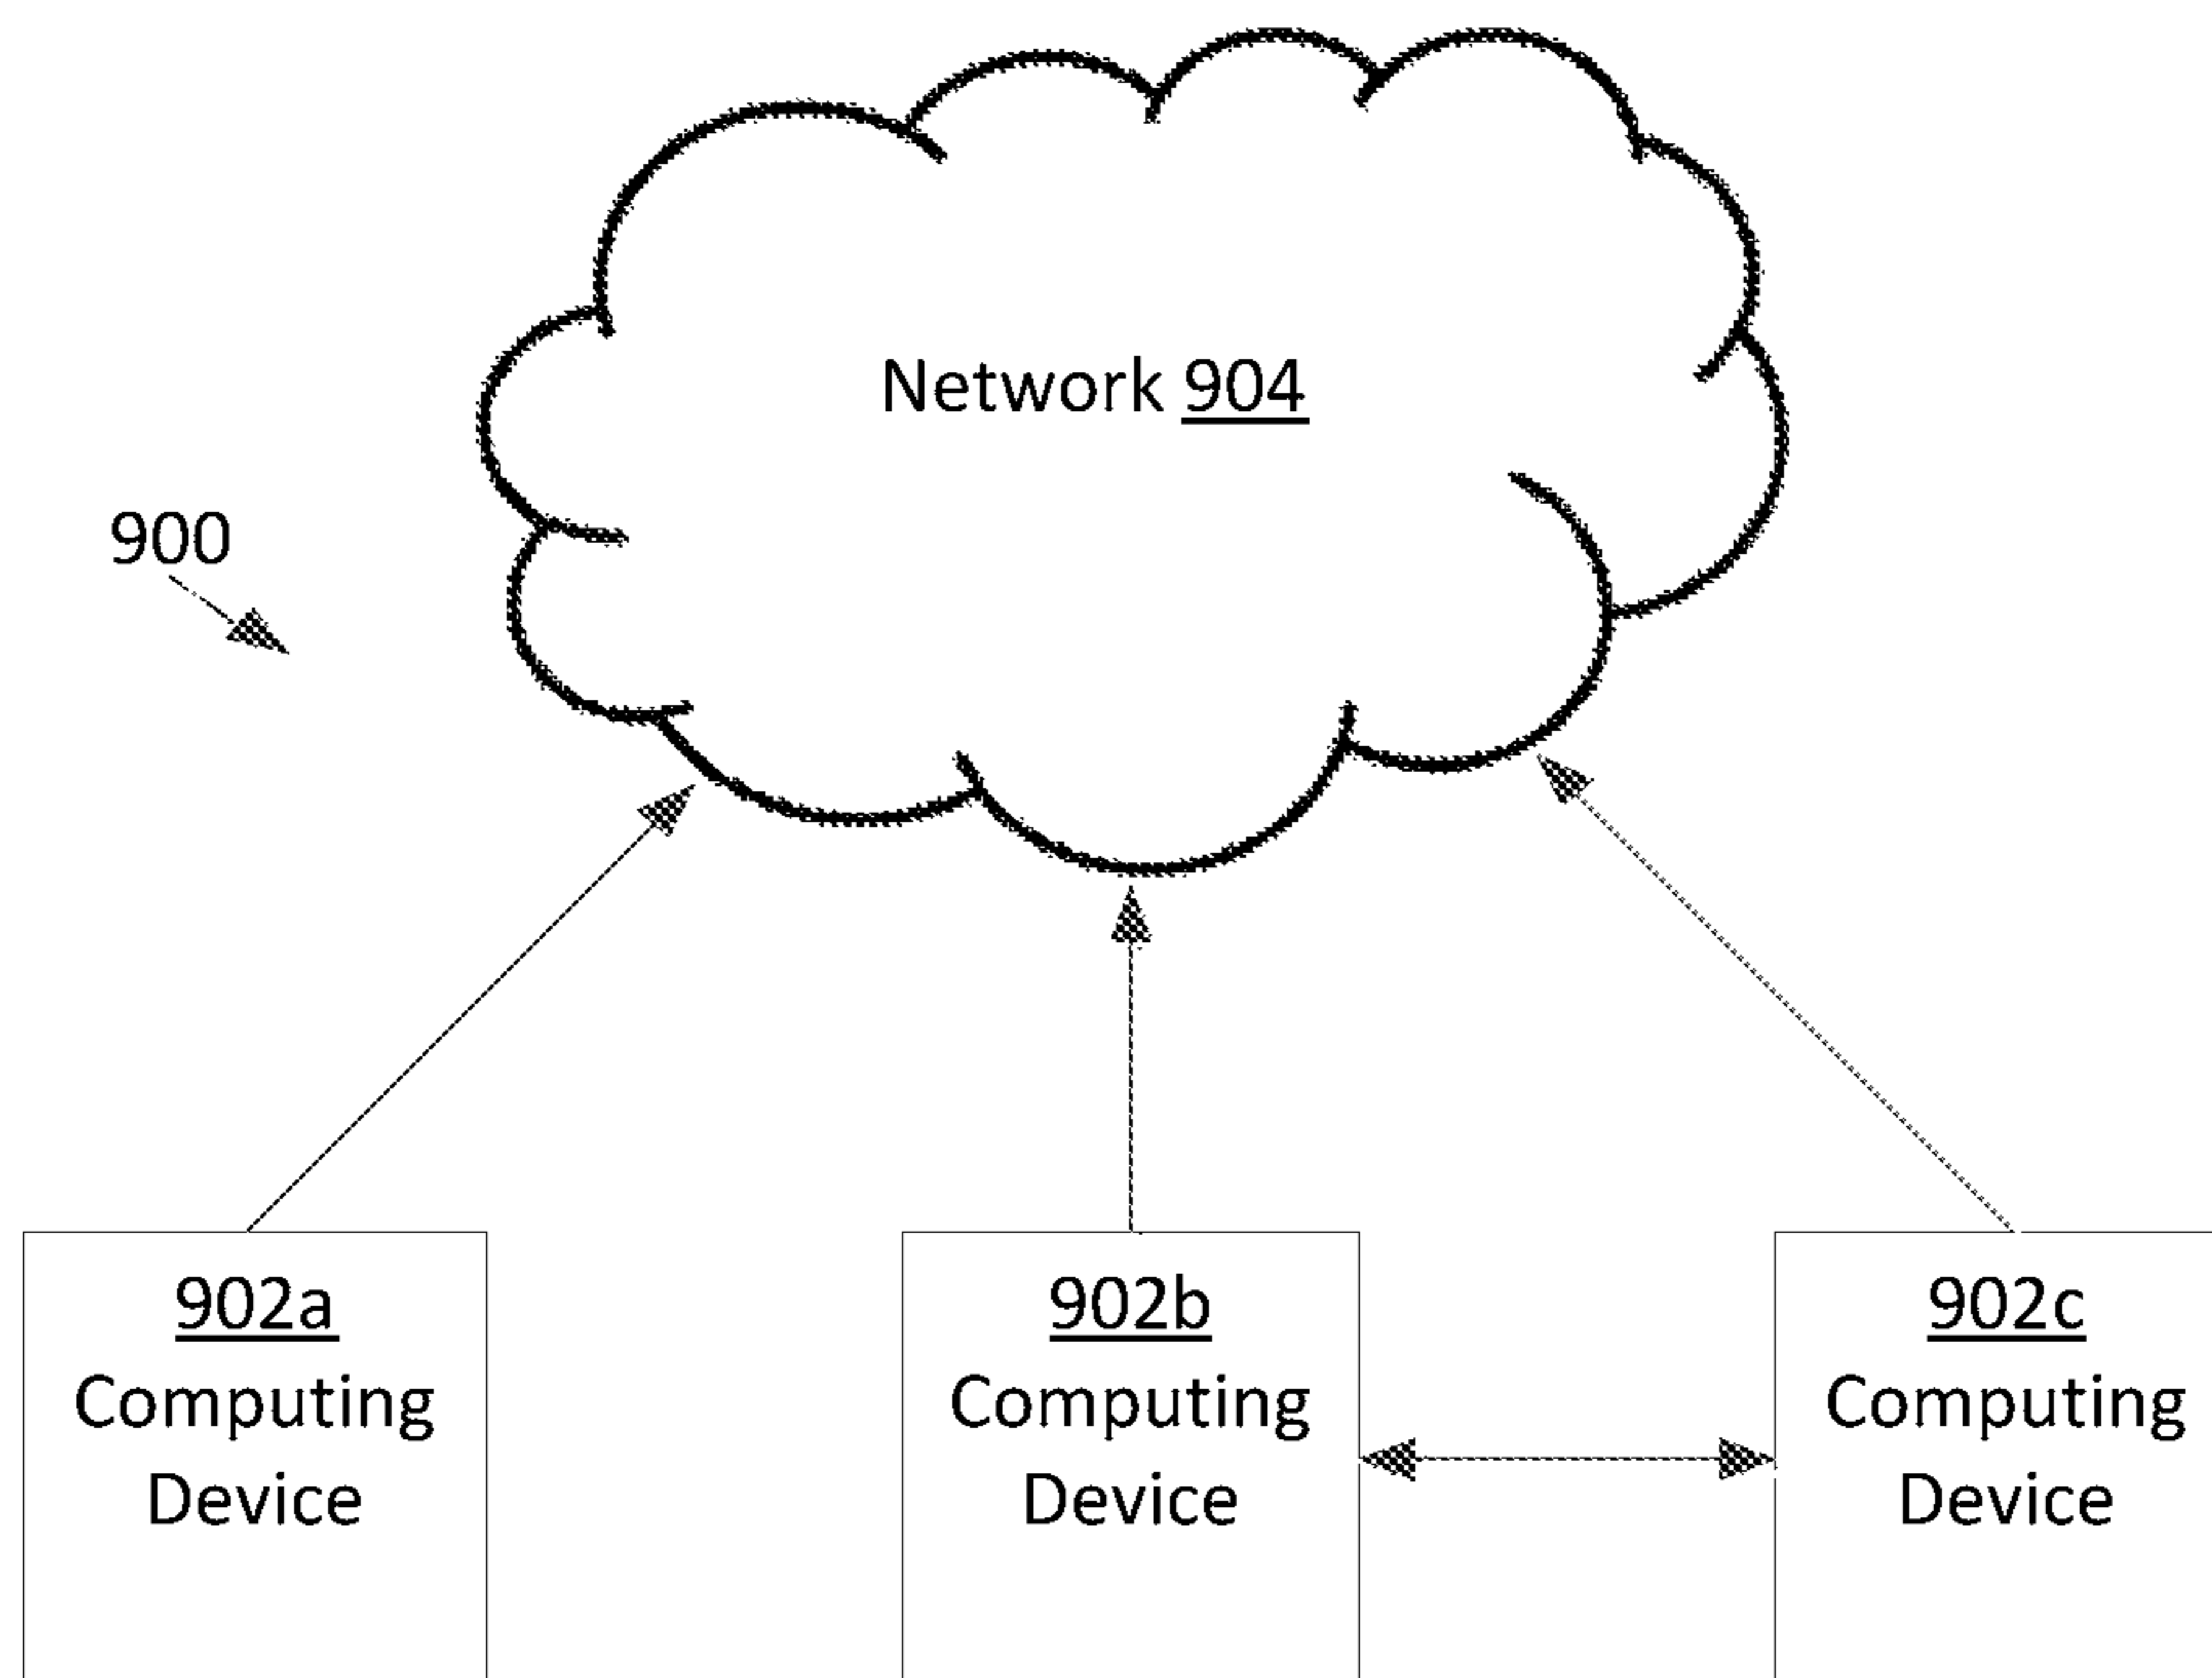 Network 904
900
902a
Computing
Device
902b
Computing
Device
902c
Computing
Device